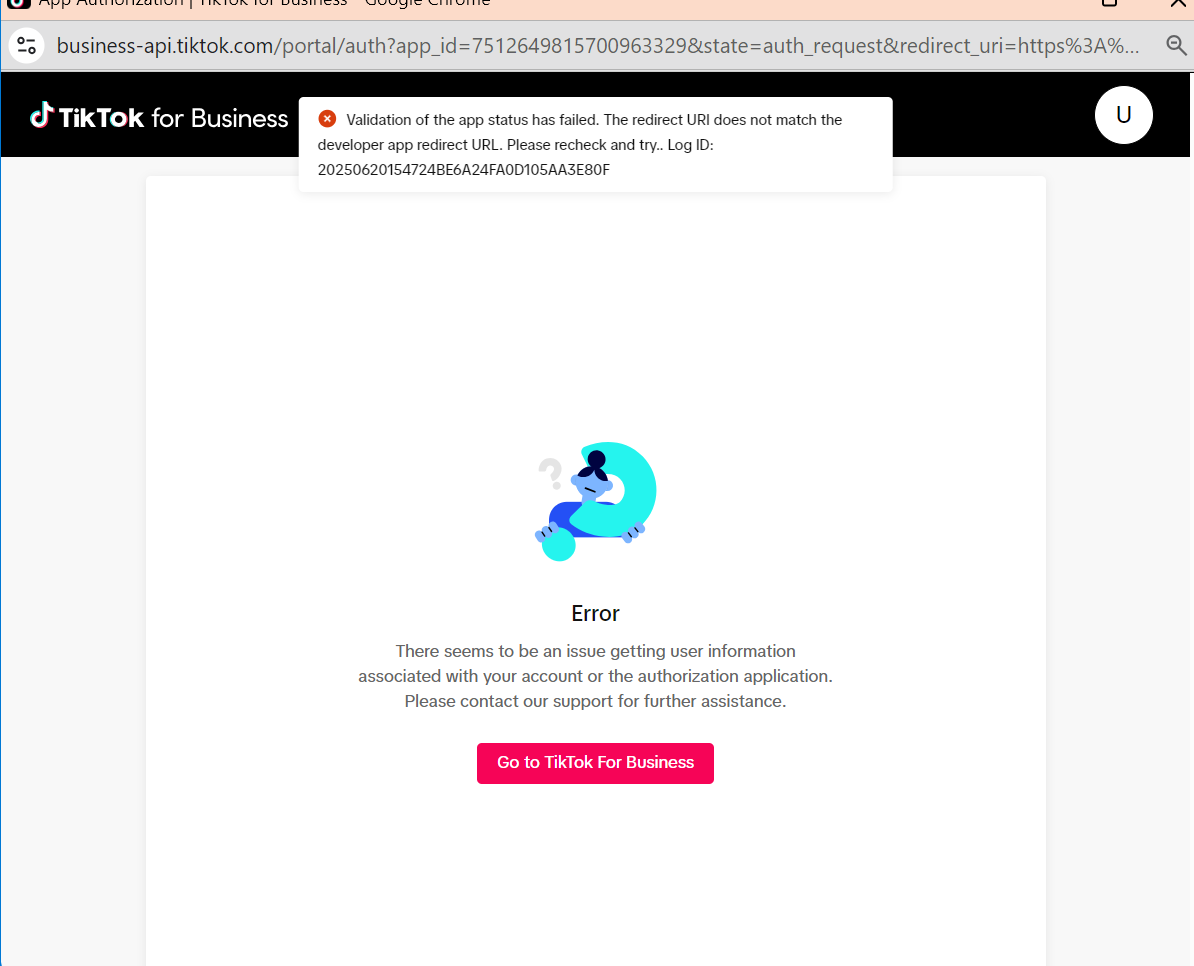 App Authorization | TikTok for Business - Google Chrome
business-api.tiktok.com/portal/auth?app_id=7512649815700963329&state=auth_request&redirect_uri=https%3A%...
TikTok for Business
U
Validation of the app status has failed. The redirect URI does not match the
developer app redirect URL. Please recheck and try.. Log ID:
20250620154724BE6A24FA0D105AA3E80F
?
Error
There seems to be an issue getting user information
associated with your account or the authorization application.
Please contact our support for further assistance.
Go to TikTok For Business